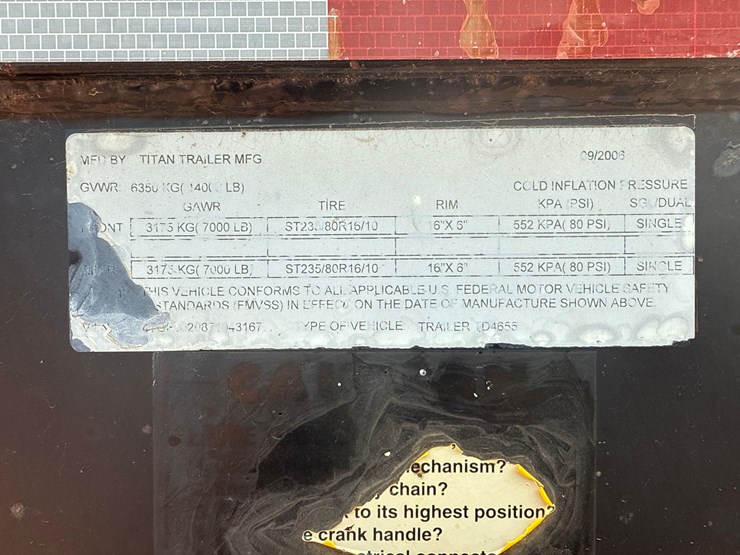 MFD BY TITAN TRAILER MFG 09/2006
GVWR 6350 KG( 1400 LB) COLD INFLATION PRESSURE
GAWR TIRE RIM KPA (PSI) SGL/DUAL
3175 KG( 7000 LB) 16"X 6" 552 KPA( 80 PSI) SINGLE
3175 KG( 7000 LB) ST235/80R16/10 16"X 6" 552 KPA( 80 PSI) SINGLE
THIS VEHICLE CONFORMS TO ALL APPLICABLE U.S. FEDERAL MOTOR VEHICLE SAFETY
STANDARDS (FMVSS) IN EFFECT ON THE DATE OF MANUFACTURE SHOWN ABOVE.
TYPE OF VEHICLE TRAILER TD4655
echanism?
chain?
to its highest position?
e crank handle?